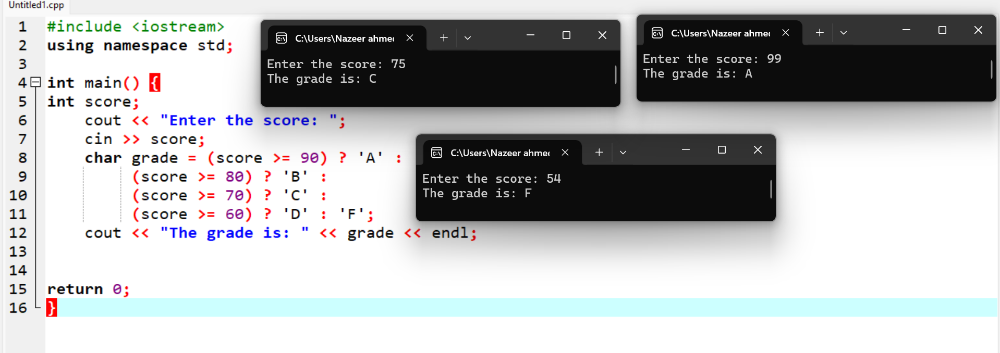 Untitled1.cpp
1 #include <iostream>
2 using namespace std;
3
4 int main() {
5 int score;
6 cout << "Enter the score: ";
7 cin >> score;
8 char grade = (score >= 90) ? 'A' :
9 (score >= 80) ? 'B' :
10 (score >= 70) ? 'C' :
11 (score >= 60) ? 'D' : 'F';
12 cout << "The grade is: " << grade << endl;
13
14
15 return 0;
16 }
C:\Users\Nazeer ahmed
Enter the score: 75
The grade is: C
C:\Users\Nazeer ahmed
Enter the score: 99
The grade is: A
C:\Users\Nazeer ahmed
Enter the score: 54
The grade is: F